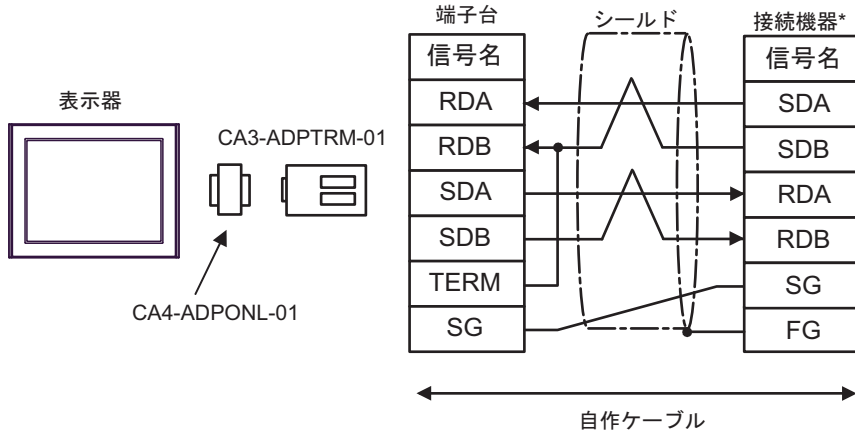 表示器
CA3-ADPTRM-01
CA4-ADPONL-01
端子台
シールド
接続機器*
信号名
RDA
RDB
SDA
SDB
TERM
SG
信号名
SDA
SDB
RDA
RDB
SG
FG
自作ケーブル